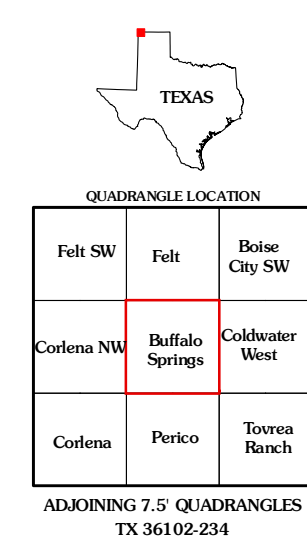 TEXAS
QUADRANGLE LOCATION
Felt SW
Felt
Boise
City SW
Corlena NW
Buffalo
Springs
Coldwater
West
Corlena
Perico
Tovrea
Ranch
ADJOINING 7.5' QUADRANGLES
TX 36102-234